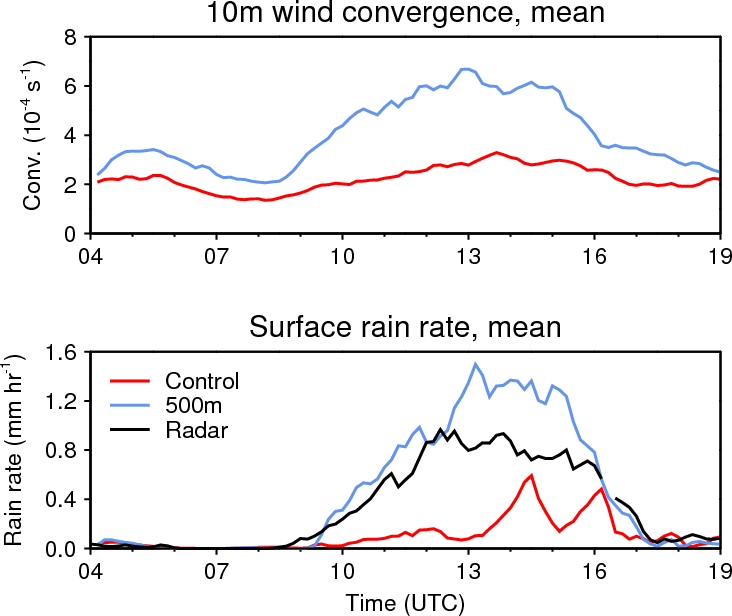 10m wind convergence, mean
Conv. (10⁻⁴ s⁻¹)
8
6
4
2
0
04 07 10 13 16 19
Surface rain rate, mean
Rain rate (mm hr⁻¹)
1.6
1.2
0.8
0.4
0.0
Control
500m
Radar
04 07 10 13 16 19
Time (UTC)